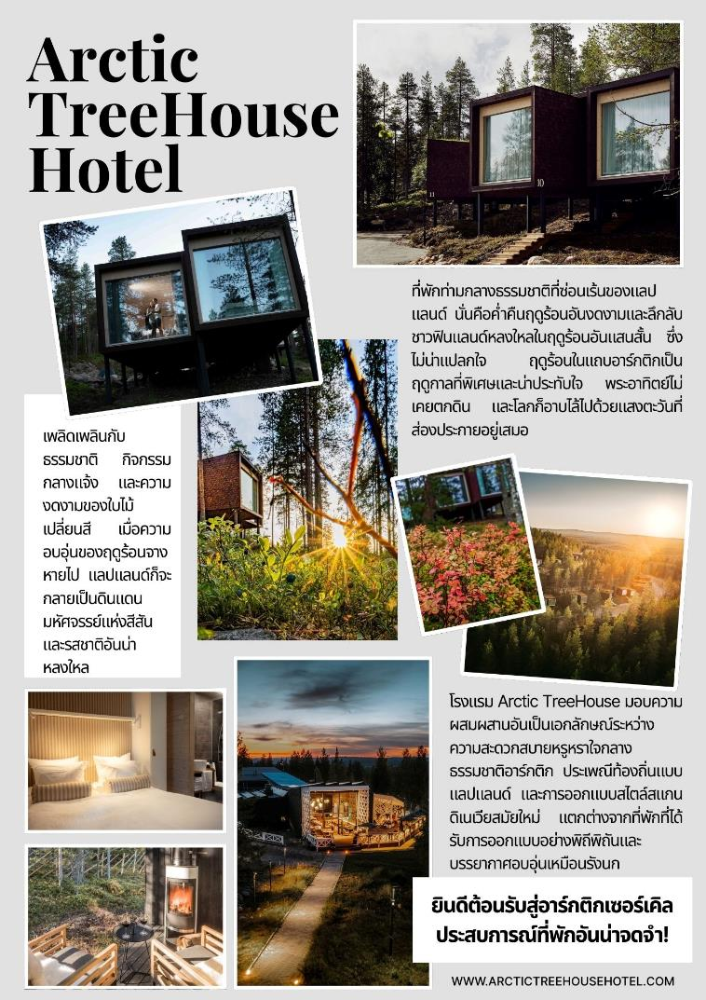 Arctic
TreeHouse
Hotel
11
10
ที่พักท่ามกลางธรรมชาติที่ซ่อนเร้นของแลป
แลนด์ นั่นคือค่ำคืนฤดูร้อนอันงดงามและลึกลับ
ชาวฟินแลนด์หลงใหลในฤดูร้อนอันแสนสั้น ซึ่ง
ไม่น่าแปลกใจ ฤดูร้อนในแถบอาร์กติกเป็น
ฤดูกาลที่พิเศษและน่าประทับใจ พระอาทิตย์ไม่
เคยตกดิน และโลกก็อาบไล้ไปด้วยแสงตะวันที่
ส่องประกายอยู่เสมอ
เพลิดเพลินกับ
ธรรมชาติ กิจกรรม
กลางแจ้ง และความ
งดงามของใบไม้
เปลี่ยนสี เมื่อความ
อบอุ่นของฤดูร้อนจาง
หายไป แลปแลนด์ก็จะ
กลายเป็นดินแดน
มหัศจรรย์แห่งสีสัน
และรสชาติอันน่า
หลงใหล
โรงแรม Arctic TreeHouse มอบความ
ผสมผสานอันเป็นเอกลักษณ์ระหว่าง
ความสะดวกสบายหรูหราใจกลาง
ธรรมชาติอาร์กติก ประเพณีท้องถิ่นแบบ
แลปแลนด์ และการออกแบบสไตล์สแกน
ดิเนเวียสมัยใหม่ แตกต่างจากที่พักที่ได้
รับการออกแบบอย่างพิถีพิถันและ
บรรยากาศอบอุ่นเหมือนรังนก
ยินดีต้อนรับสู่อาร์กติกเซอร์เคิล
ประสบการณ์ที่พักอันน่าจดจำ!
WWW.ARCTICTREEHOUSEHOTEL.COM